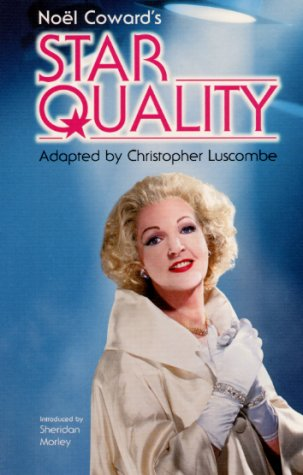 Noël Coward's
STAR
QUALITY
Adapted by Christopher Luscombe
Introduced by
Sheridan
Morley